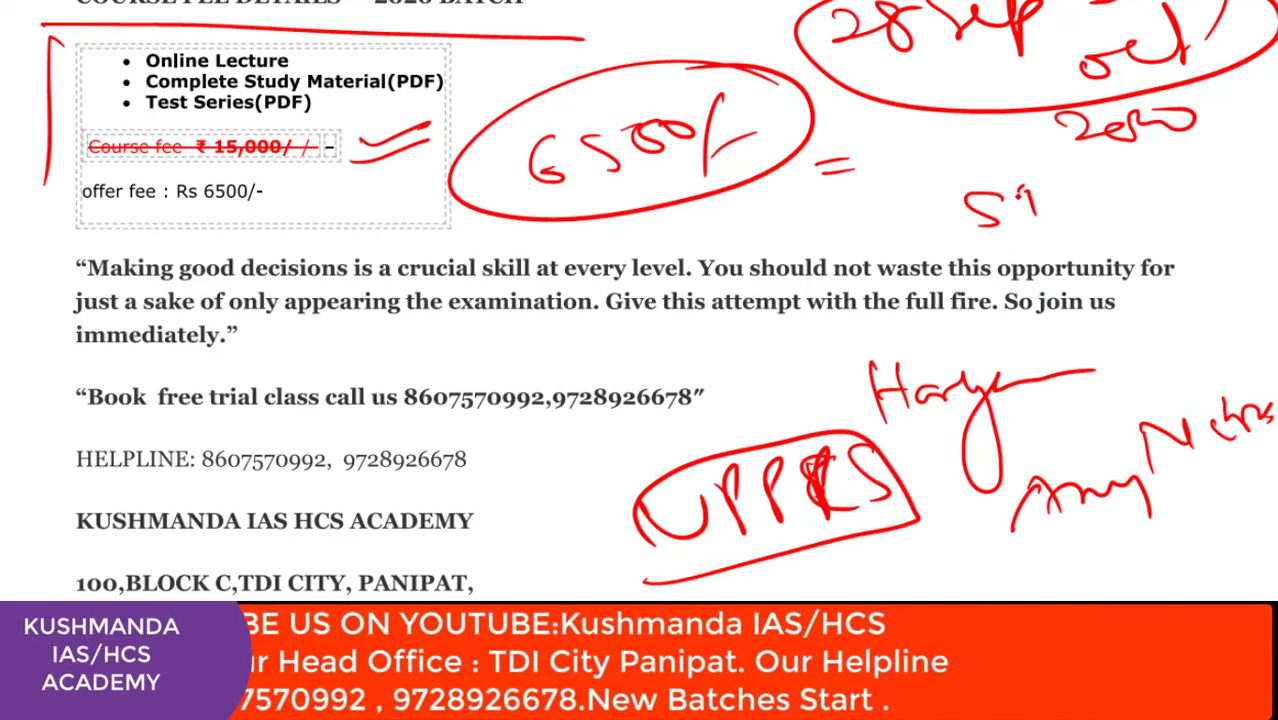 COURSE FEE DETAILS – 2020 BATCH
28 Sep
oct
• Online Lecture
• Complete Study Material(PDF)
• Test Series(PDF)
Course fee ₹ 15,000/ / –
6500/-
=
offer fee : Rs 6500/-
“Making good decisions is a crucial skill at every level. You should not waste this opportunity for
just a sake of only appearing the examination. Give this attempt with the full fire. So join us
immediately.”
“Book free trial class call us 8607570992,9728926678″
HELPLINE: 8607570992, 9728926678
UPPCS
KUSHMANDA IAS HCS ACADEMY
100,BLOCK C,TDI CITY, PANIPAT,
KUSHMANDA
IAS/HCS
ACADEMY
BE US ON YOUTUBE:Kushmanda IAS/HCS
ur Head Office : TDI City Panipat. Our Helpline
7570992 , 9728926678.New Batches Start .